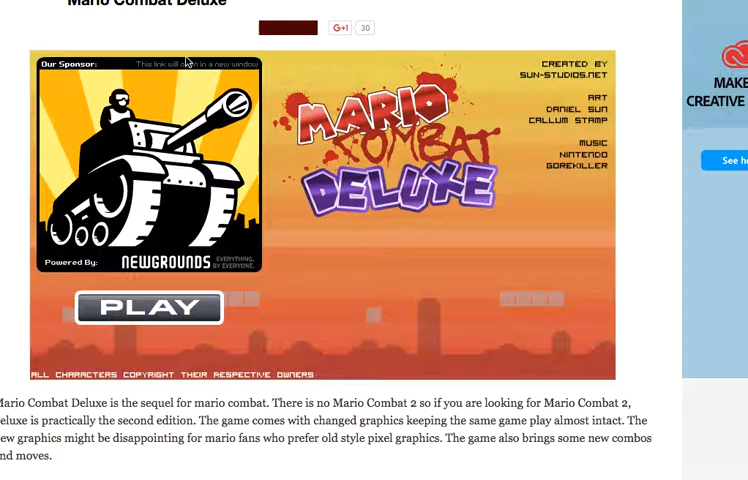 Mario Combat Deluxe
G+1 30
Our Sponsor: This link will open in a new window
CREATED BY
SUN-STUDIOS.NET
ART
DANIEL SUN
CALLUM STAMP
MUSIC
NINTENDO
GOREKILLER
MARIO
COMBAT
DELUXE
MAKE
CREATIVE
See ho
Powered By: NEWGROUNDS EVERYTHING,
BY EVERYONE.
PLAY
ALL CHARACTERS COPYRIGHT THEIR RESPECTIVE OWNERS
Mario Combat Deluxe is the sequel for mario combat. There is no Mario Combat 2 so if you are looking for Mario Combat 2,
eluxe is practically the second edition. The game comes with changed graphics keeping the same game play almost intact. The
ew graphics might be disappointing for mario fans who prefer old style pixel graphics. The game also brings some new combos
nd moves.